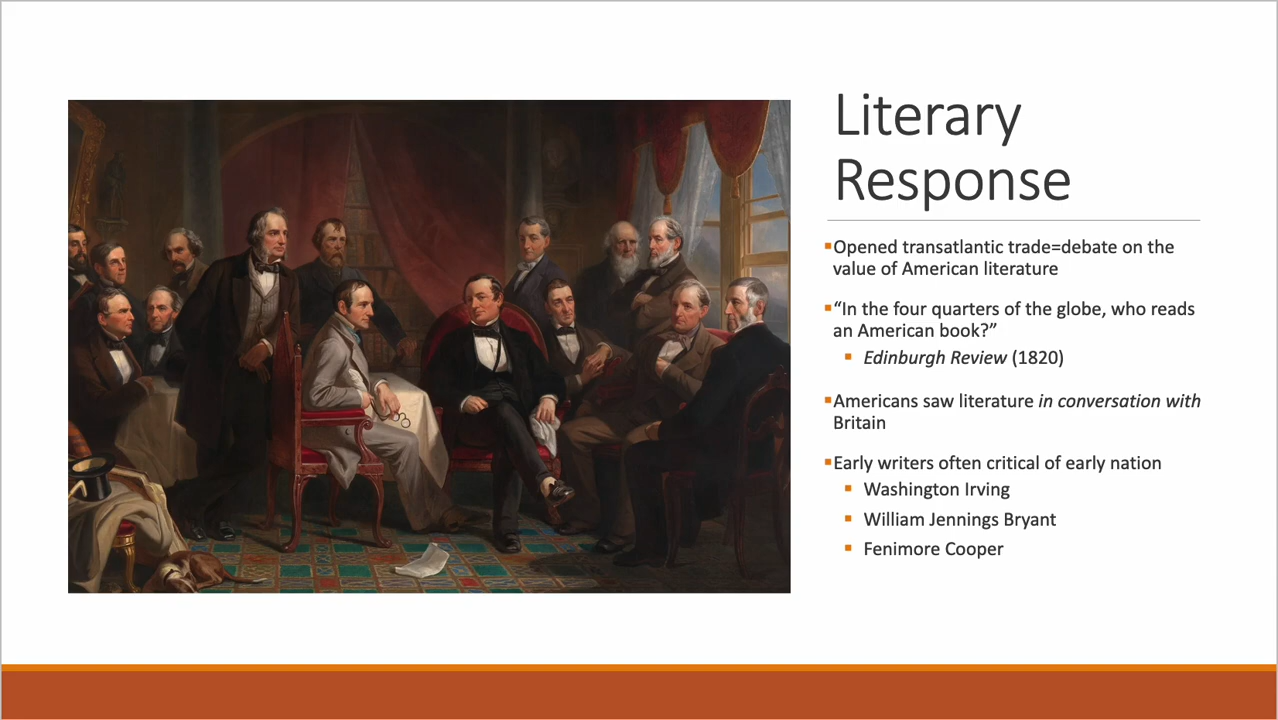 Literary
Response
▪Opened transatlantic trade=debate on the
value of American literature
▪“In the four quarters of the globe, who reads
an American book?”
▪ Edinburgh Review (1820)
▪Americans saw literature in conversation with
Britain
▪Early writers often critical of early nation
▪ Washington Irving
▪ William Jennings Bryant
▪ Fenimore Cooper